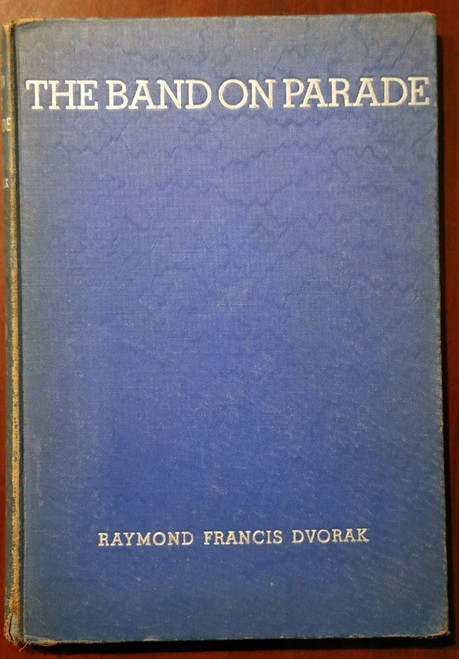 THE BAND ON PARADE
RAYMOND FRANCIS DVORAK